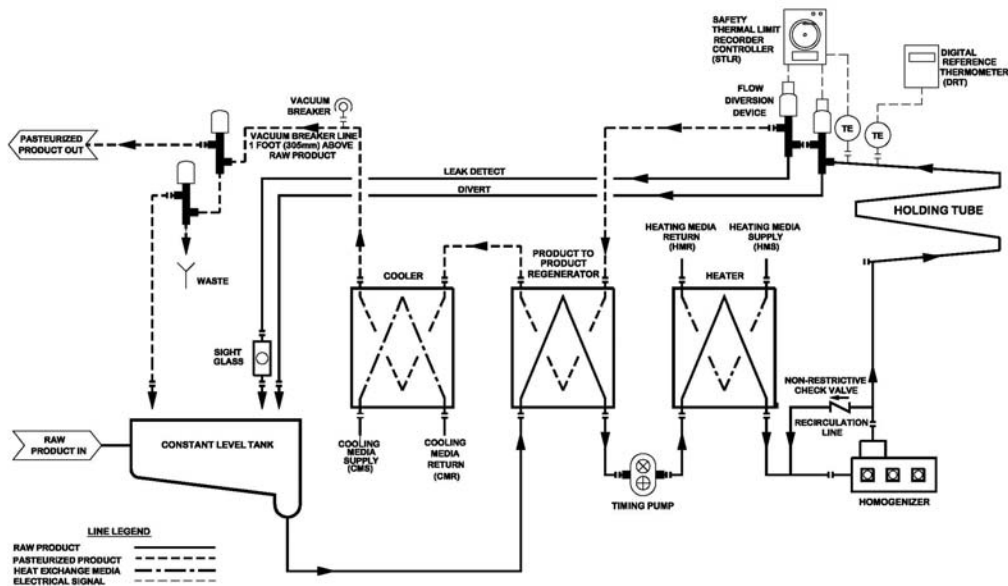 SAFETY
THERMAL LIMIT
RECORDER
CONTROLLER
(STLR)
DIGITAL
REFERENCE
THERMOMETER
(DRT)
FLOW
DIVERSION
DEVICE
TE
TE
VACUUM
BREAKER
VACUUM BREAKER LINE
1 FOOT (305mm) ABOVE
RAW PRODUCT
PASTEURIZED
PRODUCT OUT
LEAK DETECT
DIVERT
HOLDING TUBE
HEATING MEDIA
RETURN
(HMR)
HEATING MEDIA
SUPPLY
(HMS)
WASTE
COOLER
PRODUCT TO
PRODUCT
REGENERATOR
HEATER
SIGHT
GLASS
NON-RESTRICTIVE
CHECK VALVE
RECIRCULATION
LINE
RAW
PRODUCT IN
CONSTANT LEVEL TANK
COOLING
MEDIA
SUPPLY
(CMS)
COOLING
MEDIA
RETURN
(CMR)
TIMING PUMP
HOMOGENIZER
LINE LEGEND
RAW PRODUCT
PASTEURIZED PRODUCT
HEAT EXCHANGE MEDIA
ELECTRICAL SIGNAL